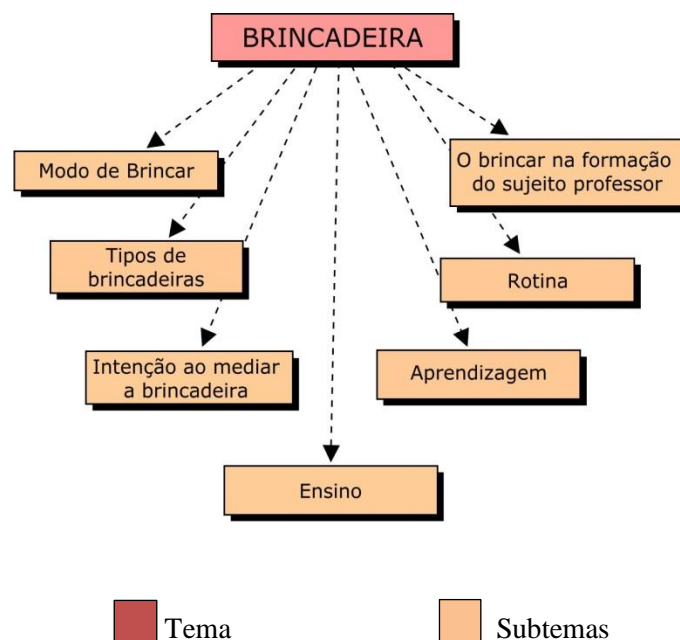 BRINCADEIRA
Modo de Brincar
O brincar na formação
do sujeito professor
Tipos de
brincadeiras
Rotina
Intenção ao mediar
a brincadeira
Aprendizagem
Ensino
Tema
Subtemas